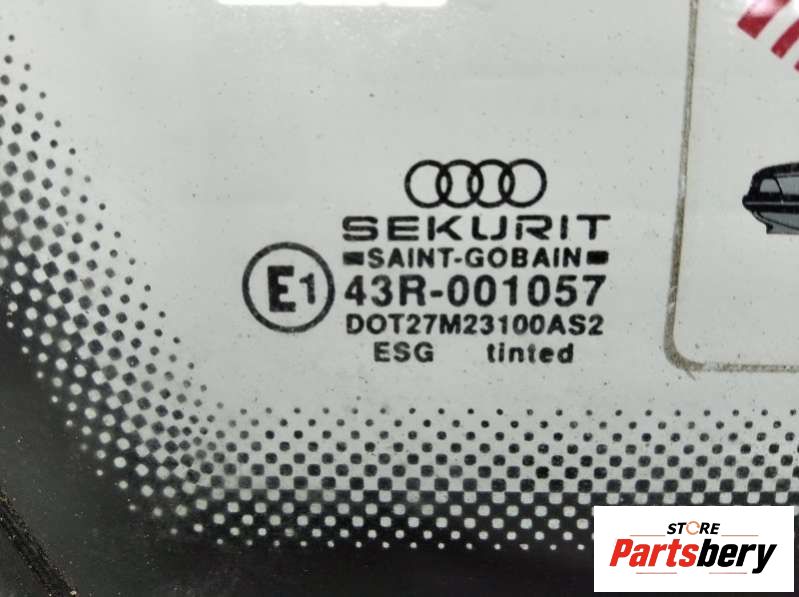 SEKURIT
SAINT-GOBAIN
E1 43R-001057
DOT27M23100AS2
ESG tinted
STORE
Partsbery